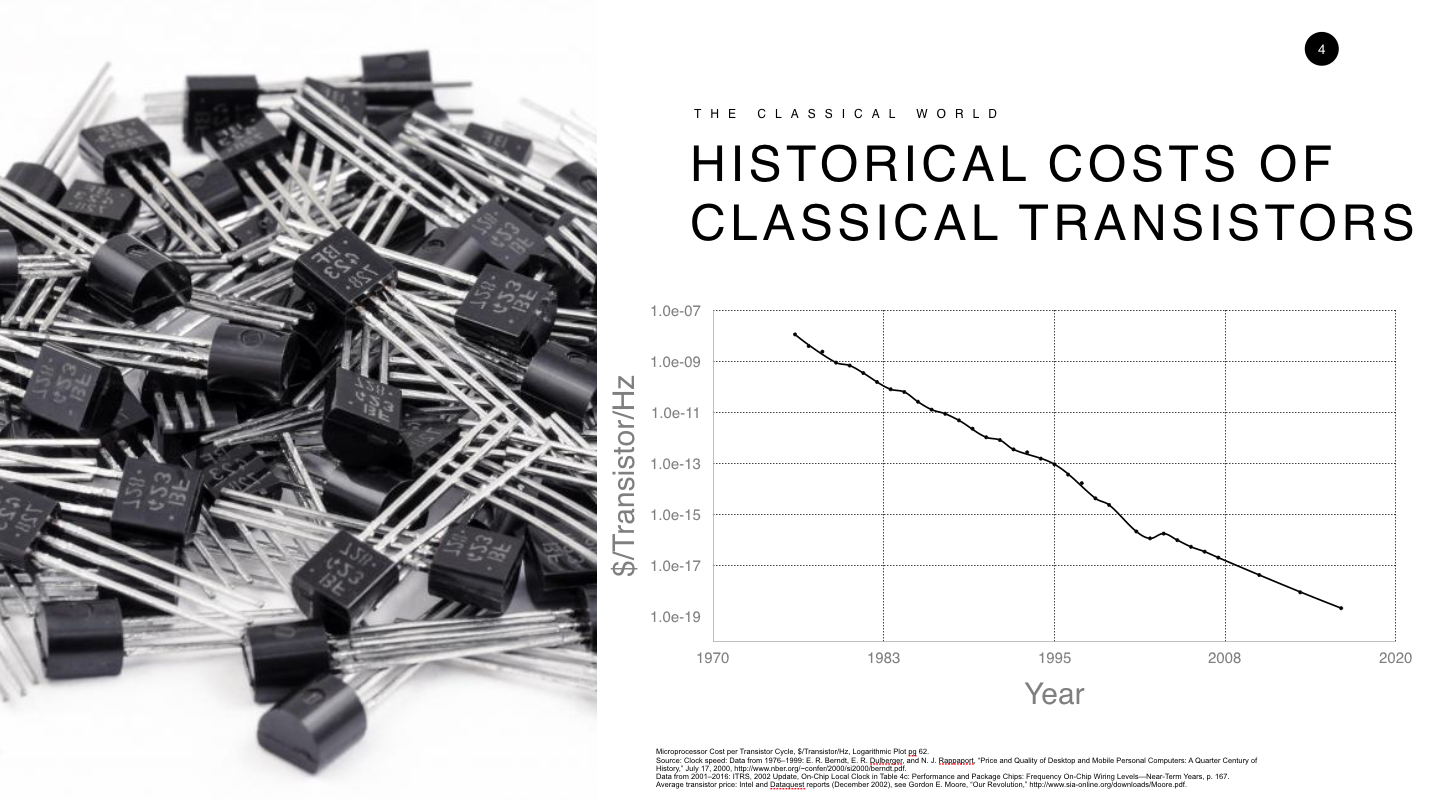 4
THE CLASSICAL WORLD
HISTORICAL COSTS OF
CLASSICAL TRANSISTORS
1.0e-07
1.0e-09
1.0e-11
1.0e-13
1.0e-15
1.0e-17
1.0e-19
$/Transistor/Hz
1970 1983 1995 2008 2020
Year
Microprocessor Cost per Transistor Cycle, $/Transistor/Hz, Logarithmic Plot pg 62.
Source: Clock speed: Data from 1976–1999: E. R. Berndt, E. R. Dulberger, and N. J. Rappaport, "Price and Quality of Desktop and Mobile Personal Computers: A Quarter Century of
History," July 17, 2000, http://www.nber.org/~confer/2000/si2000/berndt.pdf.
Data from 2001–2016: ITRS, 2002 Update, On-Chip Local Clock in Table 4c: Performance and Package Chips: Frequency On-Chip Wiring Levels—Near-Term Years, p. 167.
Average transistor price: Intel and Dataquest reports (December 2002), see Gordon E. Moore, "Our Revolution," http://www.sia-online.org/downloads/Moore.pdf.